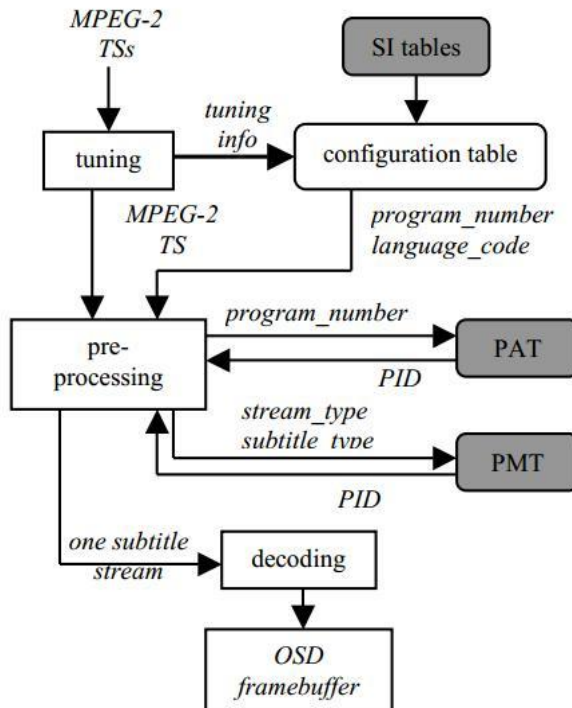 MPEG-2
TSs
SI tables
tuning
info
tuning
configuration table
MPEG-2
TS
program_number
language_code
program_number
pre-
processing
PAT
PID
stream_type
subtitle_type
PMT
PID
one subtitle
stream
decoding
OSD
framebuffer